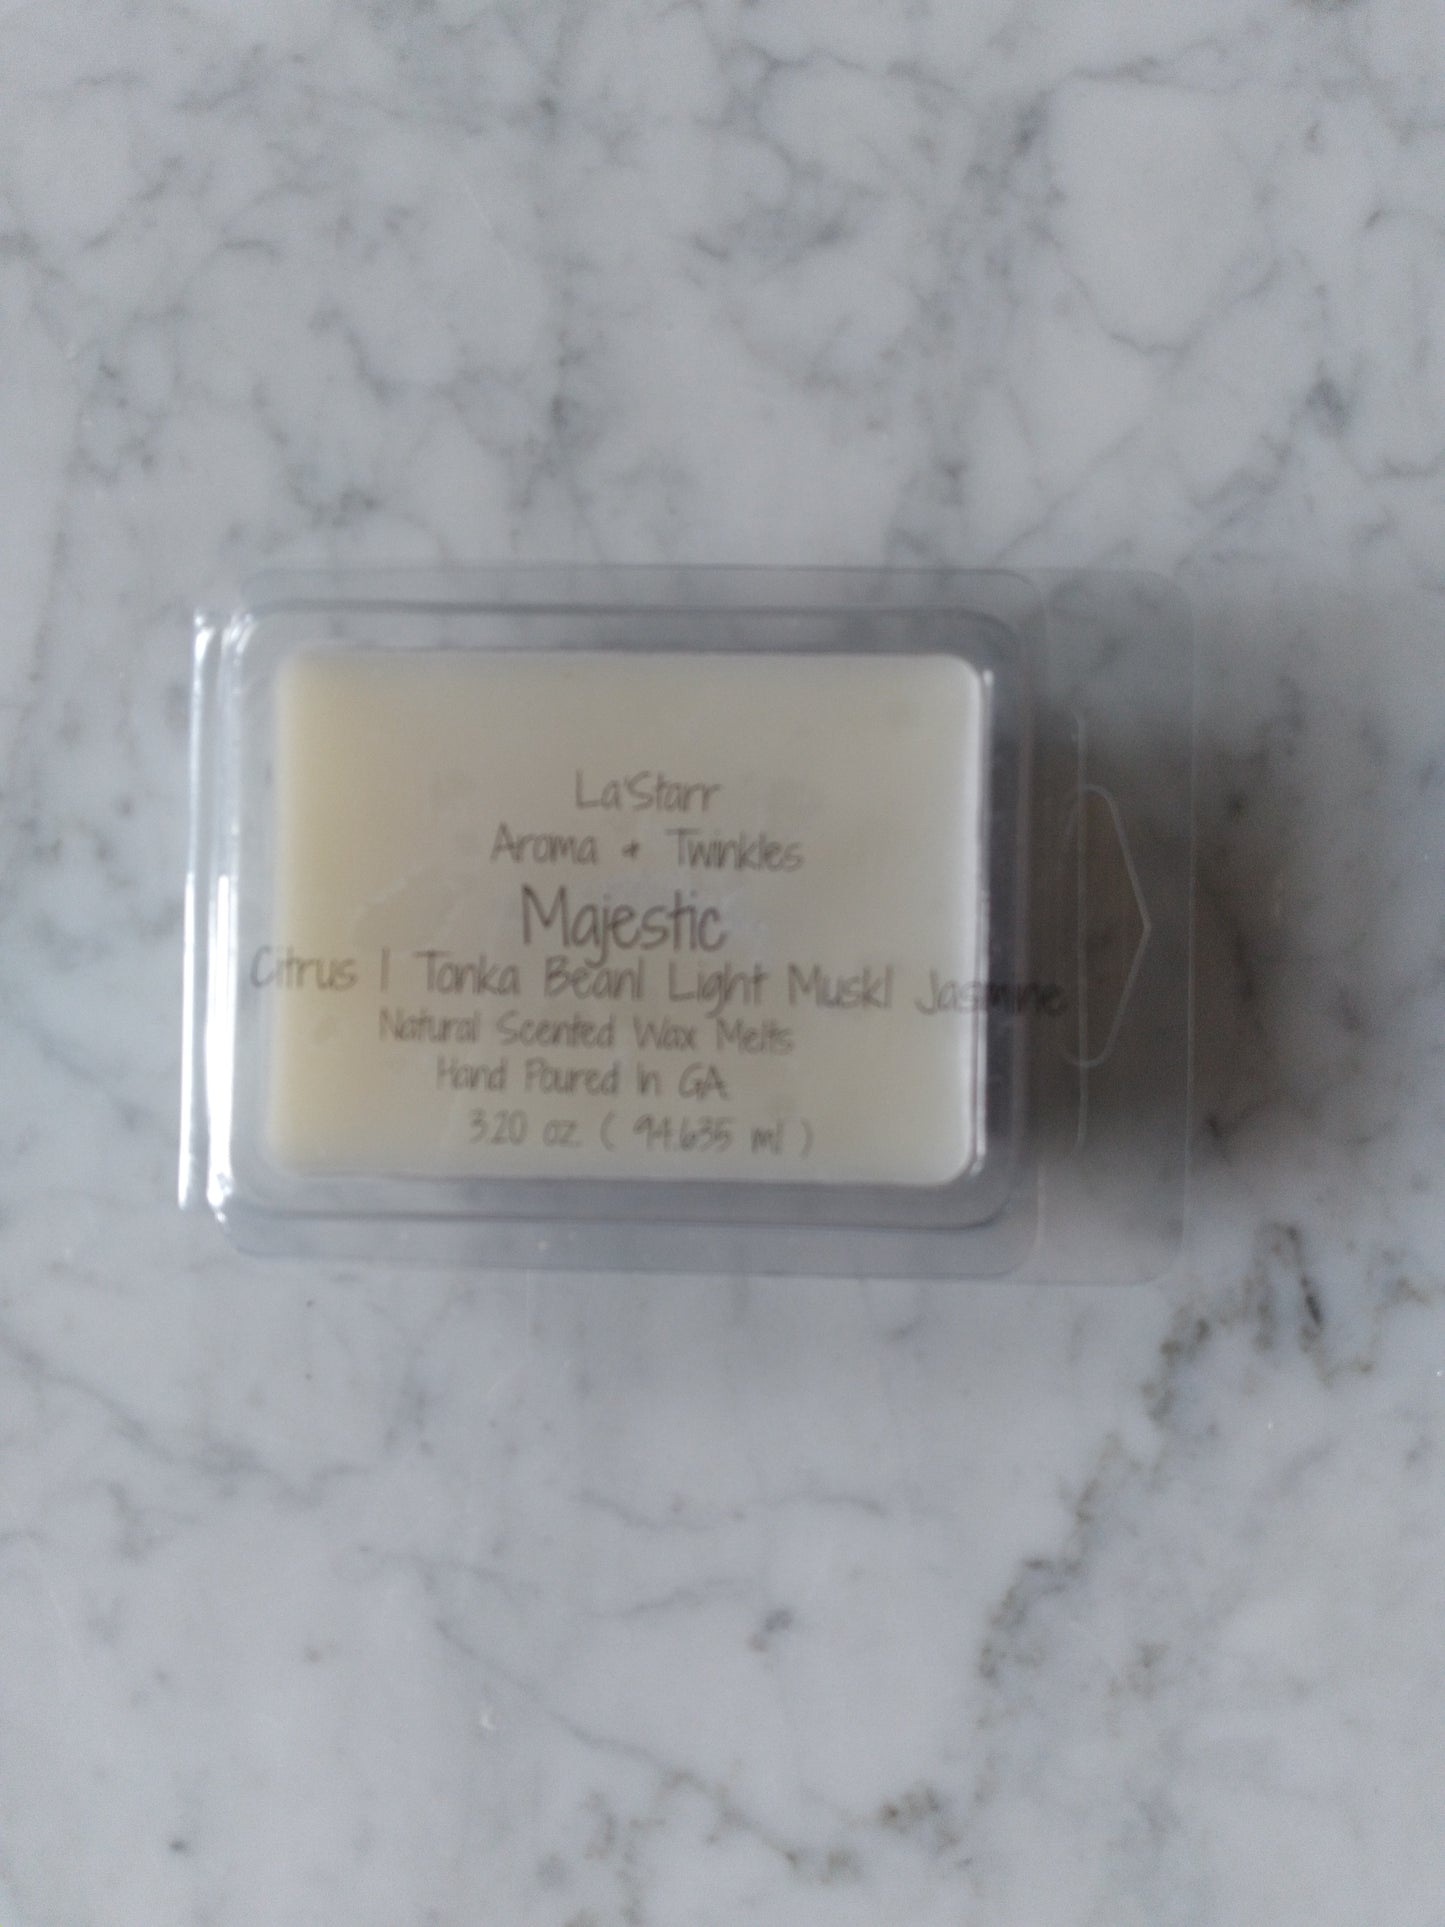 La'Starr
Aroma + Twinkles
Majestic
Citrus | Tonka Bean| Light Musk| Jasmine
Natural Scented Wax Melts
Hand Poured In GA
3.20 oz. ( 94.635 ml )